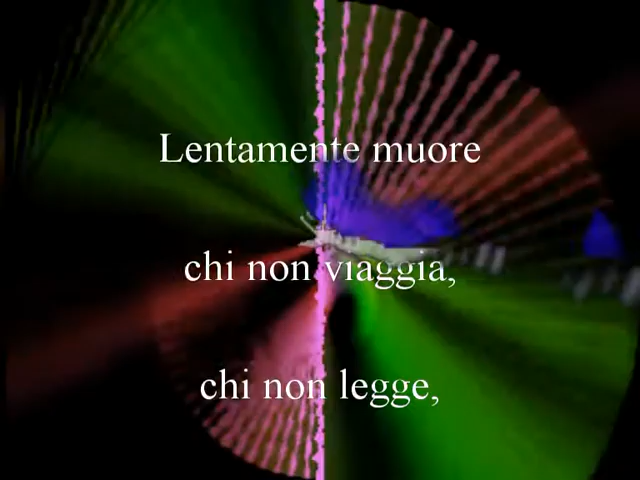 Lentamente muore
chi non viaggia,
chi non legge,